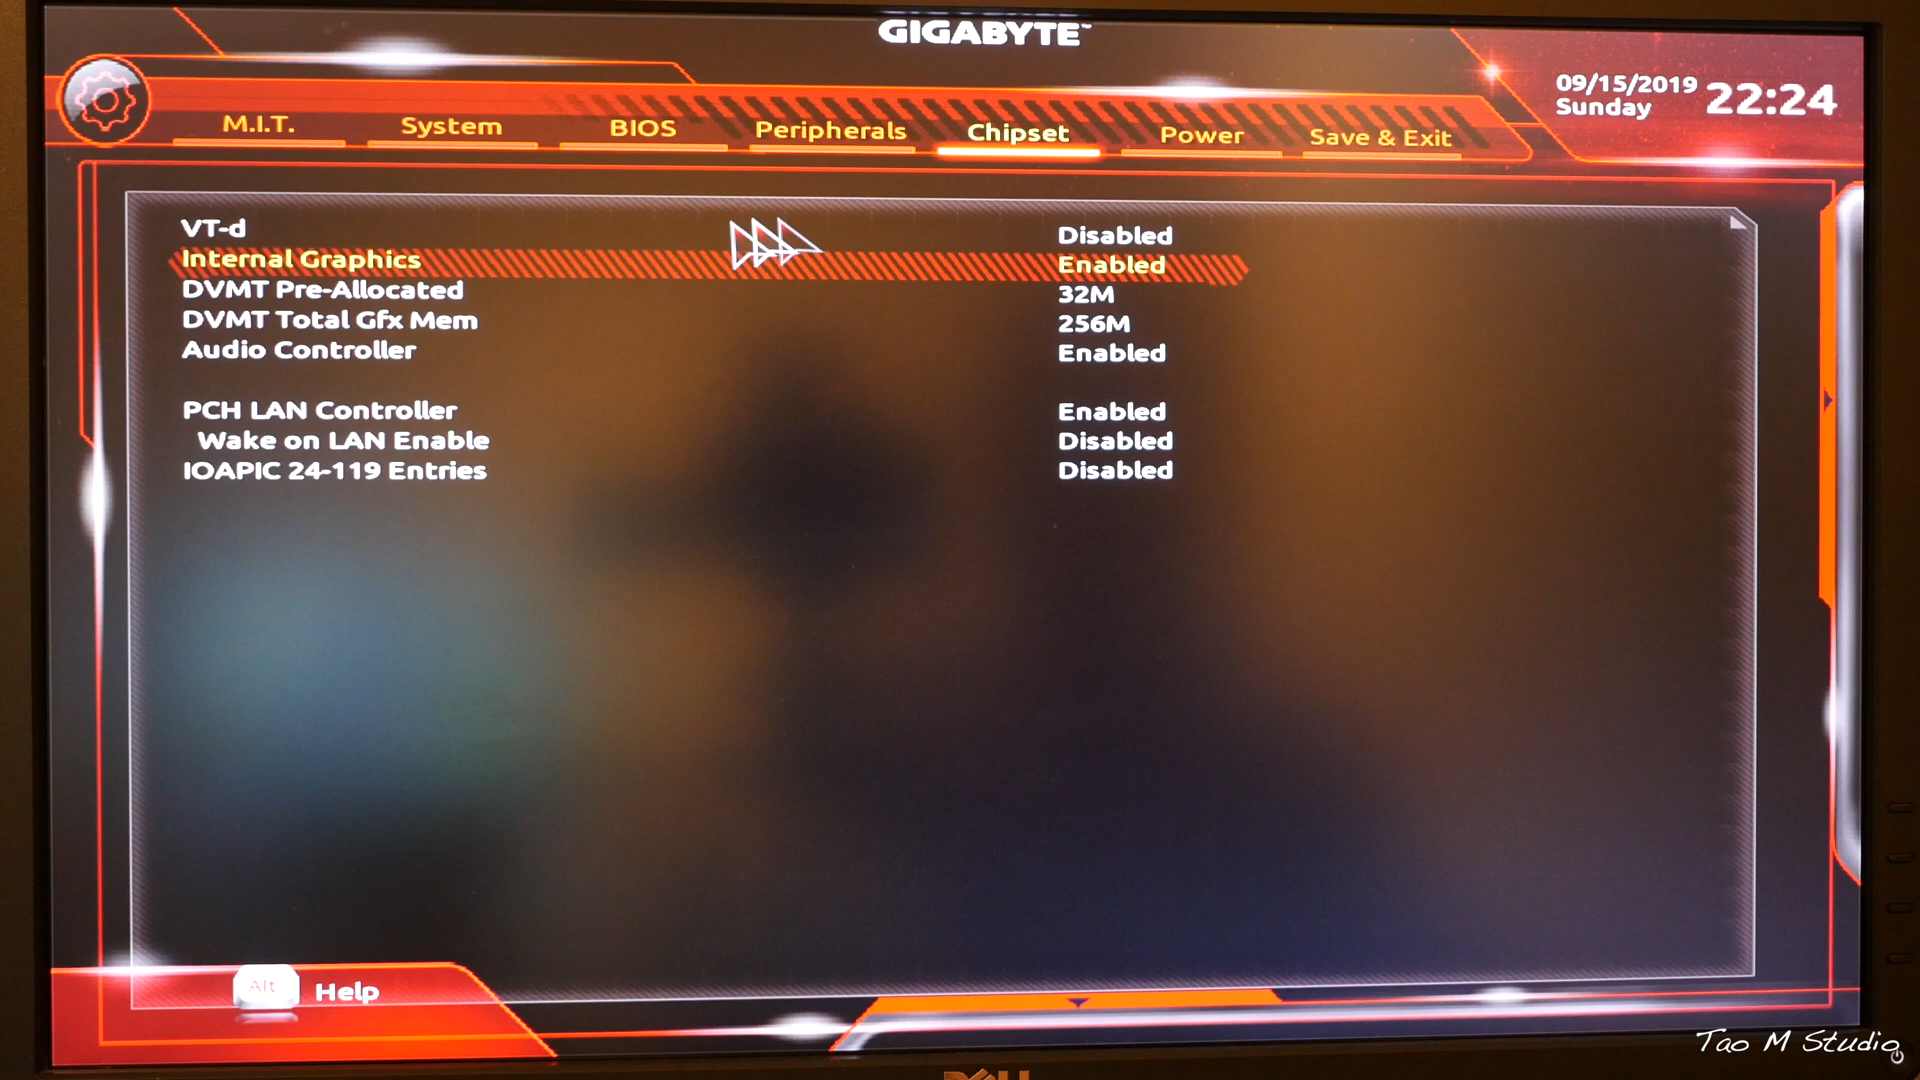 GIGABYTE™
09/15/2019
Sunday
22:24
M.I.T. System BIOS Peripherals Chipset Power Save & Exit
VT-d Disabled
Internal Graphics Enabled
DVMT Pre-Allocated 32M
DVMT Total Gfx Mem 256M
Audio Controller Enabled
PCH LAN Controller Enabled
Wake on LAN Enable Disabled
IOAPIC 24-119 Entries Disabled
Alt Help
Tao M Studio
DELL